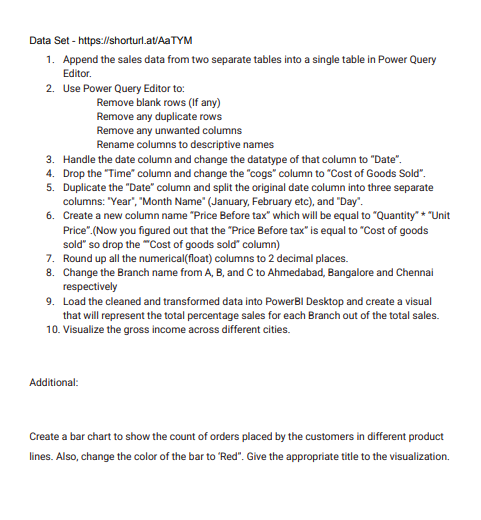 Data Set - https://shorturl.at/AaTYM
1. Append the sales data from two separate tables into a single table in Power Query
Editor.
2. Use Power Query Editor to:
Remove blank rows (If any)
Remove any duplicate rows
Remove any unwanted columns
Rename columns to descriptive names
3. Handle the date column and change the datatype of that column to "Date".
4. Drop the "Time" column and change the "cogs" column to "Cost of Goods Sold".
5. Duplicate the "Date" column and split the original date column into three separate
columns: "Year", "Month Name" (January, February etc), and "Day".
6. Create a new column name "Price Before tax" which will be equal to "Quantity" * "Unit
Price".(Now you figured out that the "Price Before tax" is equal to "Cost of goods
sold" so drop the ""Cost of goods sold" column)
7. Round up all the numerical(float) columns to 2 decimal places.
8. Change the Branch name from A, B, and C to Ahmedabad, Bangalore and Chennai
respectively
9. Load the cleaned and transformed data into PowerBI Desktop and create a visual
that will represent the total percentage sales for each Branch out of the total sales.
10. Visualize the gross income across different cities.
Additional:
Create a bar chart to show the count of orders placed by the customers in different product
lines. Also, change the color of the bar to 'Red". Give the appropriate title to the visualization.